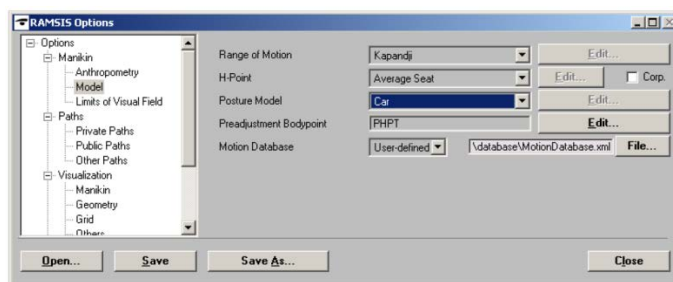 RAMSIS Options
Options
Manikin
Anthropometry
Model
Limits of Visual Field
Paths
Private Paths
Public Paths
Other Paths
Visualization
Manikin
Geometry
Grid
Others
Range of Motion Kapandji Edit...
H-Point Average Seat Edit... Corp.
Posture Model Car Edit...
Preadjustment Bodypoint PHPT Edit...
Motion Database User-defined \database\MotionDatabase.xml File...
Open... Save Save As... Close